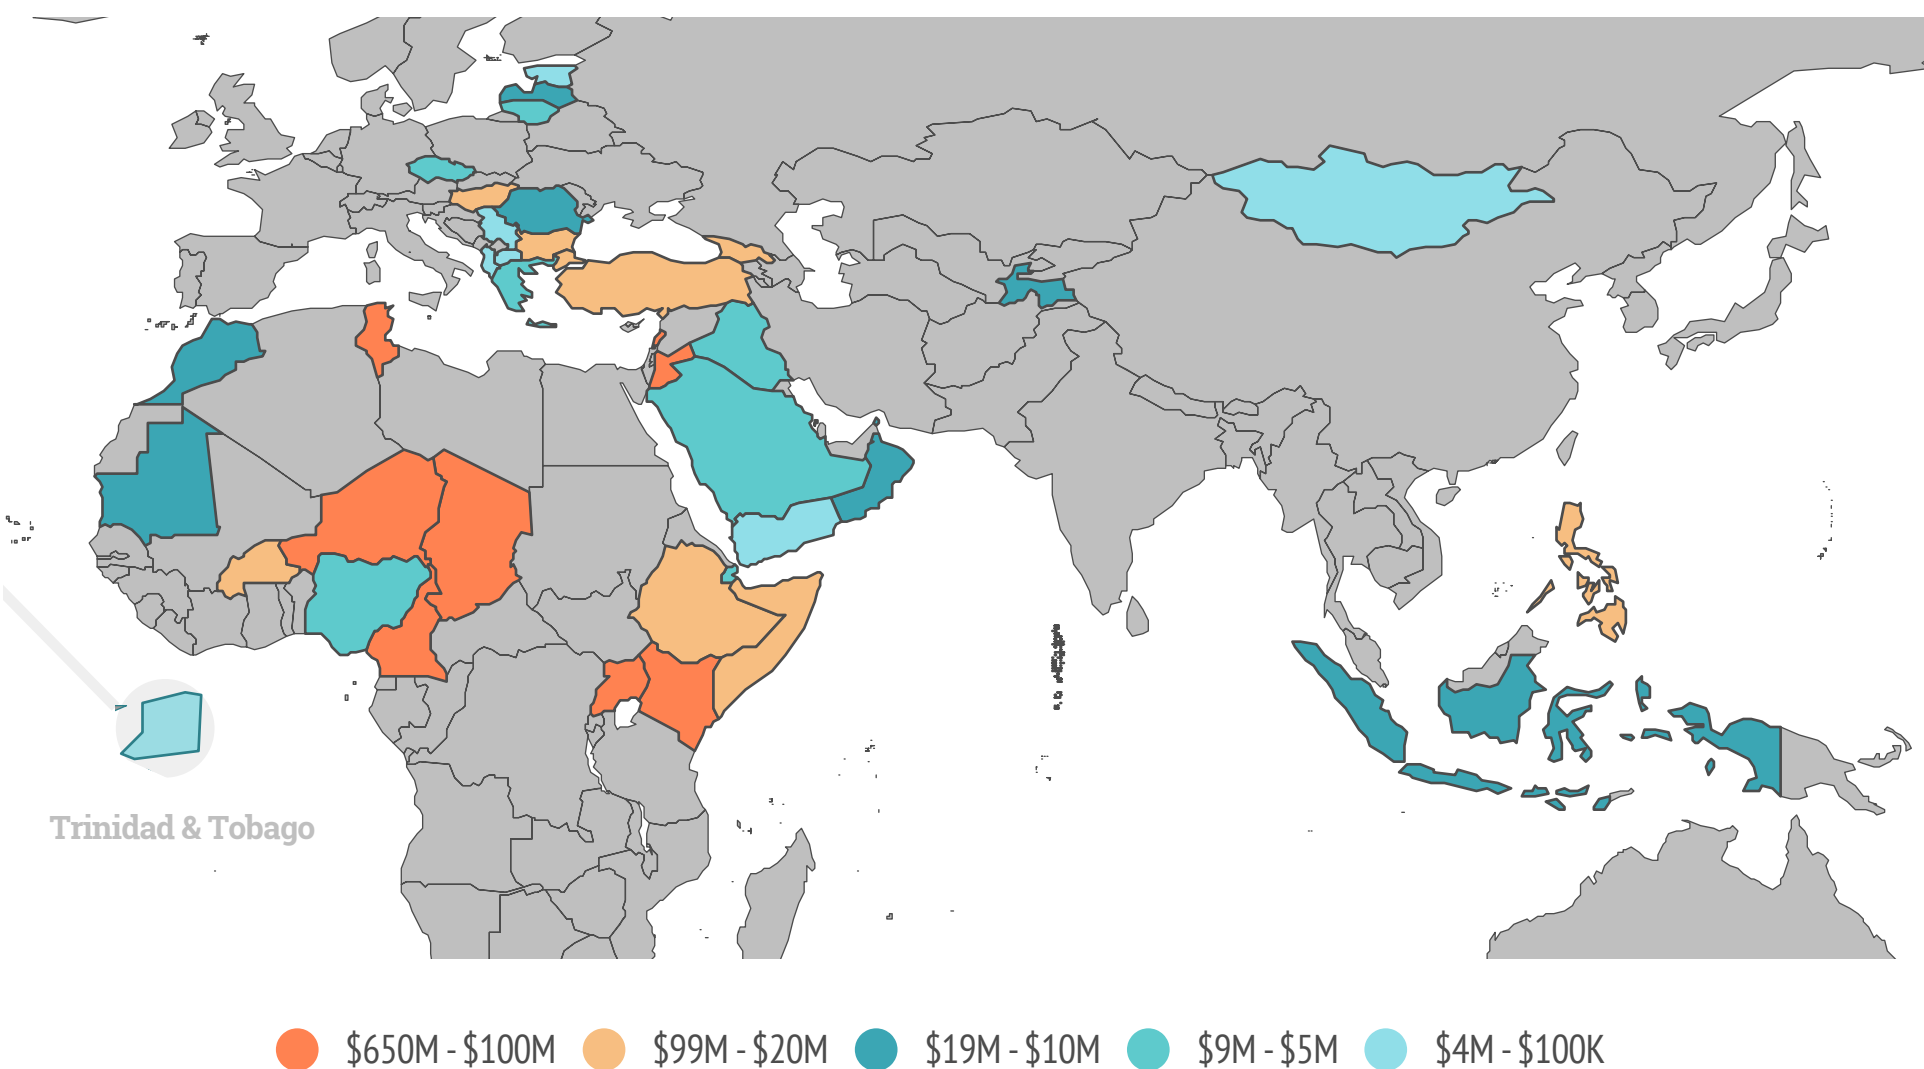 Trinidad & Tobago
$650M - $100M
$99M - $20M
$19M - $10M
$9M - $5M
$4M - $100K